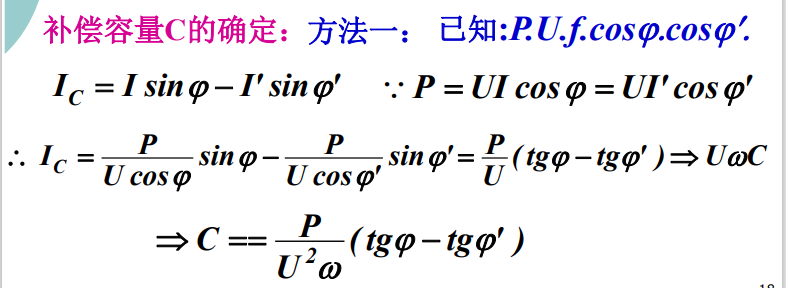 补偿容量C的确定：方法一： 已知:P.U.f.cosφ.cosφ′.
I_C = I sinφ − I′ sinφ′ ∵ P = UI cosφ = UI′ cosφ′
∴ I_C = P/(U cosφ) sinφ − P/(U cosφ′) sinφ′ = P/U (tgφ − tgφ′) ⇒ UωC
⇒ C == P/(U²ω) (tgφ − tgφ′)